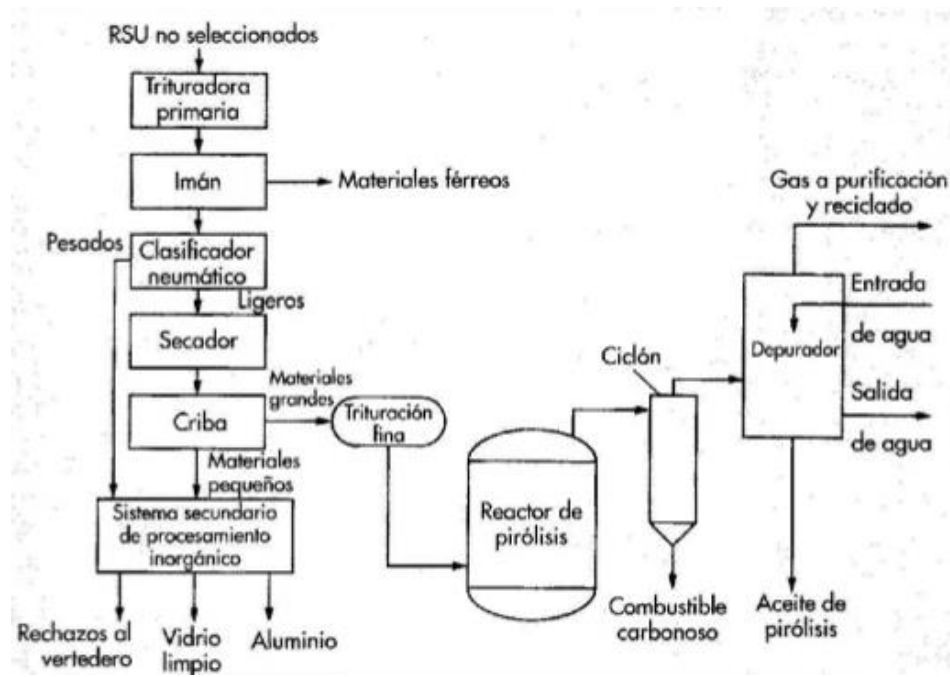 RSU no seleccionados
Trituradora
primaria
Imán
Materiales férreos
Pesados
Clasificador
neumático
Ligeros
Secador
Materiales
grandes
Criba
Trituración
fina
Materiales
pequeños
Sistema secundario
de procesamiento
inorgánico
Rechazos al
vertedero
Vidrio
limpio
Aluminio
Reactor de
pirólisis
Ciclón
Combustible
carbonoso
Gas a purificación
y reciclado
Entrada
de agua
Depurador
Salida
de agua
Aceite de
pirólisis